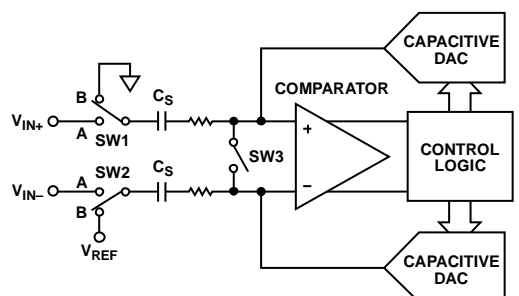 CAPACITIVE
DAC
COMPARATOR
B
CS
VIN+
A
SW1
+
SW3
CONTROL
LOGIC
SW2
CS
VIN–
A
B
–
VREF
CAPACITIVE
DAC